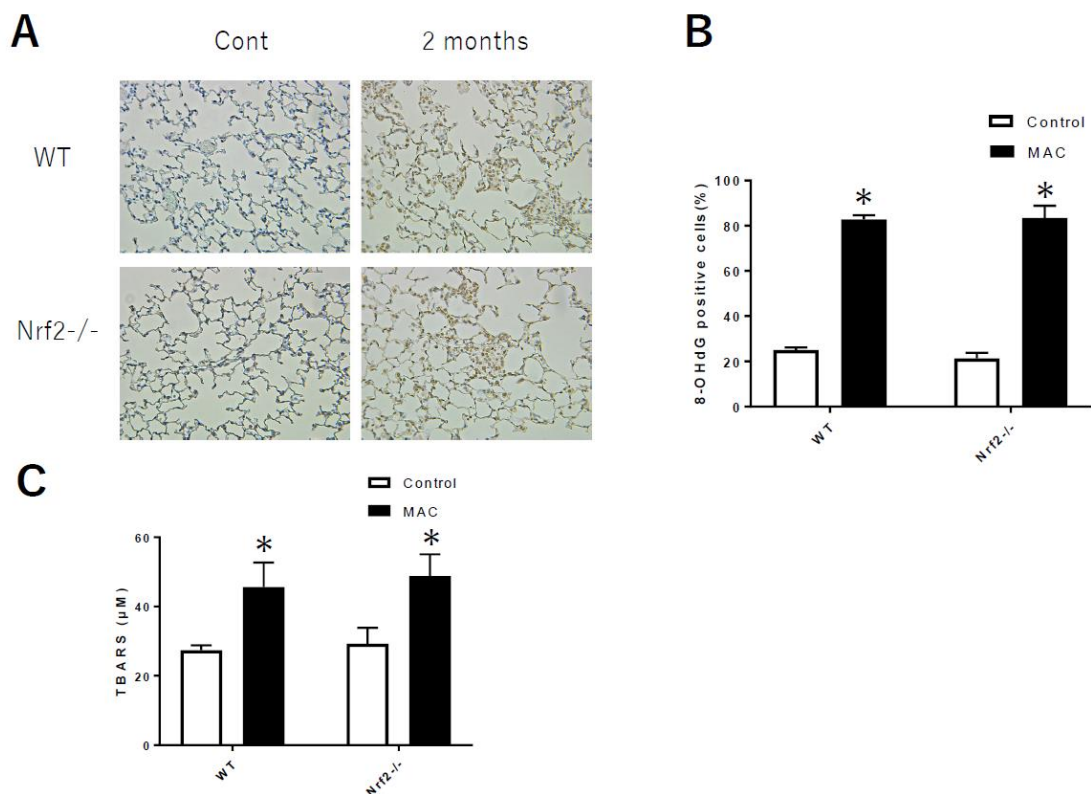 A
Cont
2 months
WT
Nrf2-/-
B
Control
MAC
8-OHdG positive cells(%)
100
80
60
40
20
0
*
*
WT
Nrf2-/-
C
Control
MAC
TBARS (µM)
60
40
20
0
*
*
WT
Nrf2-/-